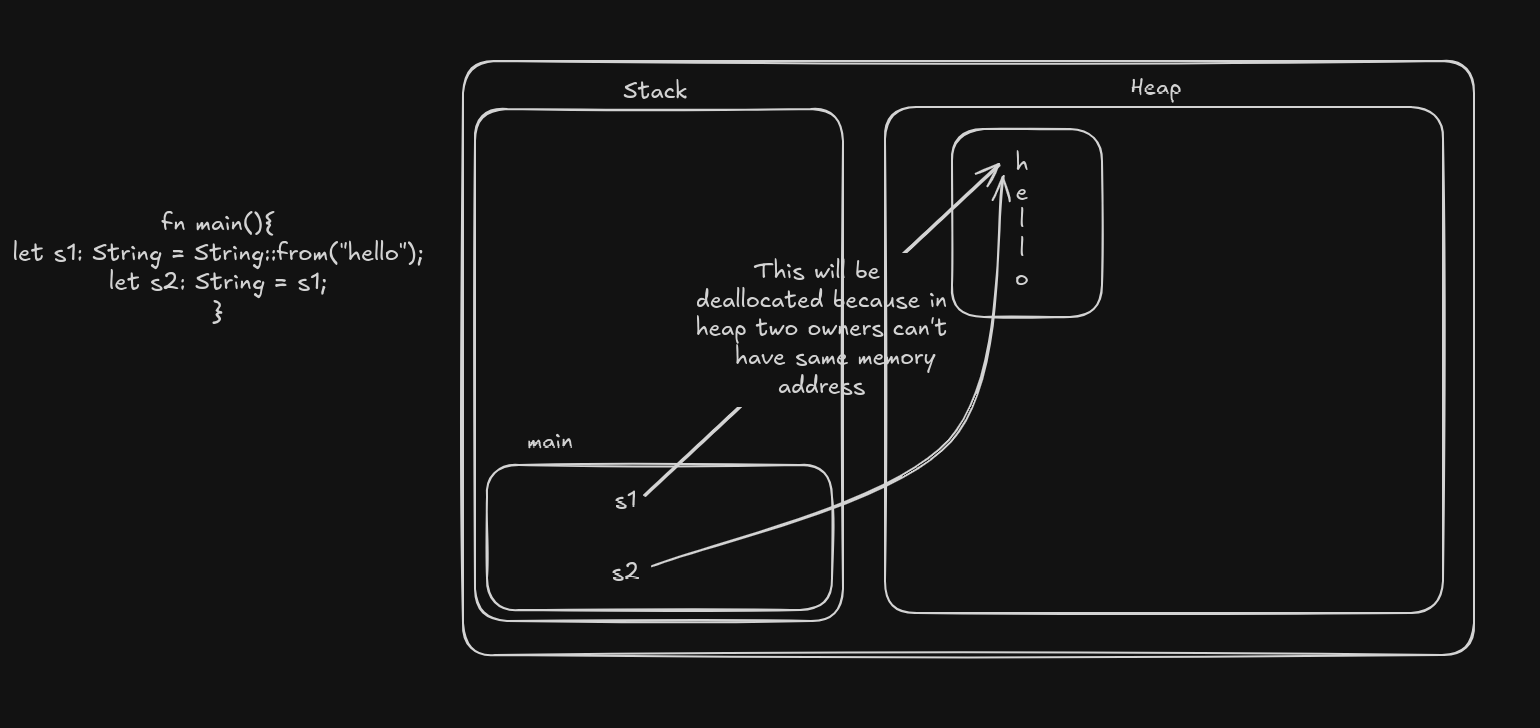 Stack
Heap
fn main(){
let s1: String = String::from("hello");
let s2: String = s1;
}
h
e
l
l
o
This will be
deallocated because in
heap two owners can't
have same memory
address
main
s1
s2